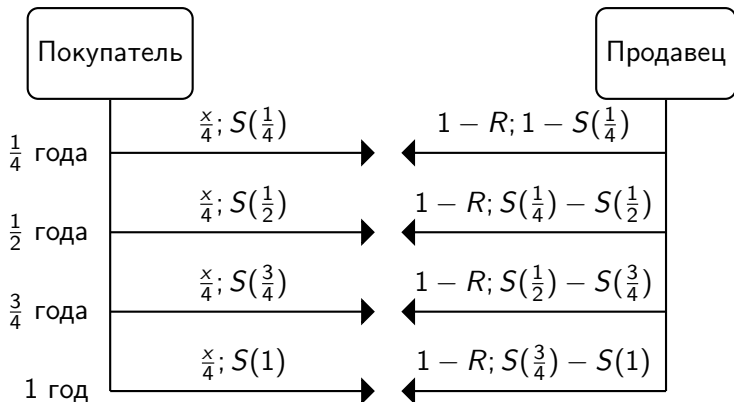 Покупатель Продавец
x/4; S(1/4) 1 − R; 1 − S(1/4)
1/4 года
x/4; S(1/2) 1 − R; S(1/4) − S(1/2)
1/2 года
x/4; S(3/4) 1 − R; S(1/2) − S(3/4)
3/4 года
x/4; S(1) 1 − R; S(3/4) − S(1)
1 год